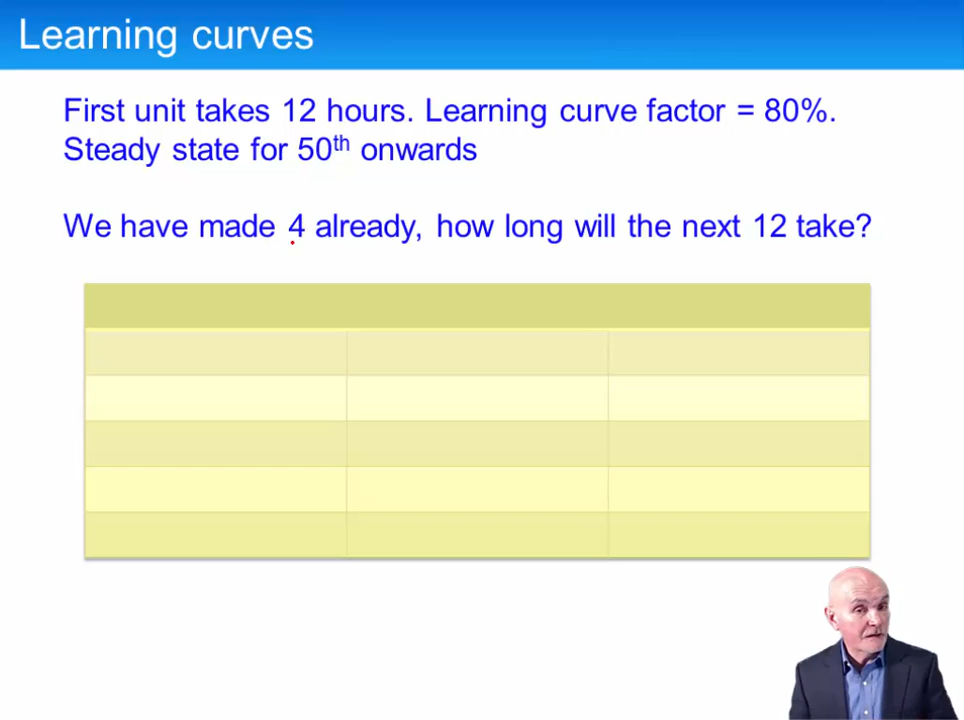 Learning curves
First unit takes 12 hours. Learning curve factor = 80%.
Steady state for 50th onwards
We have made 4 already, how long will the next 12 take?